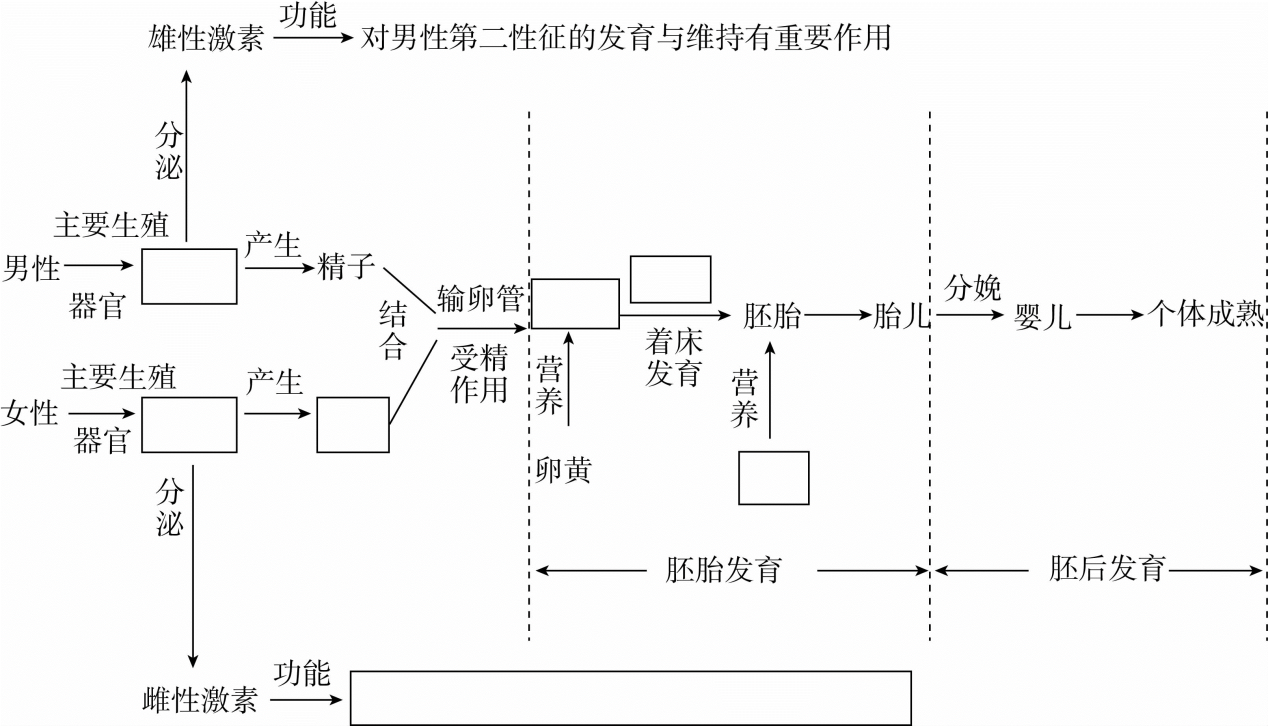 雄性激素 功能 对男性第二性征的发育与维持有重要作用
分泌
男性 主要生殖器官 产生 精子
结合
输卵管
受精作用
营养
卵黄
着床发育
胚胎 胎儿 分娩 婴儿 个体成熟
营养
女性 主要生殖器官 产生
分泌
胚胎发育 胚后发育
雌性激素 功能